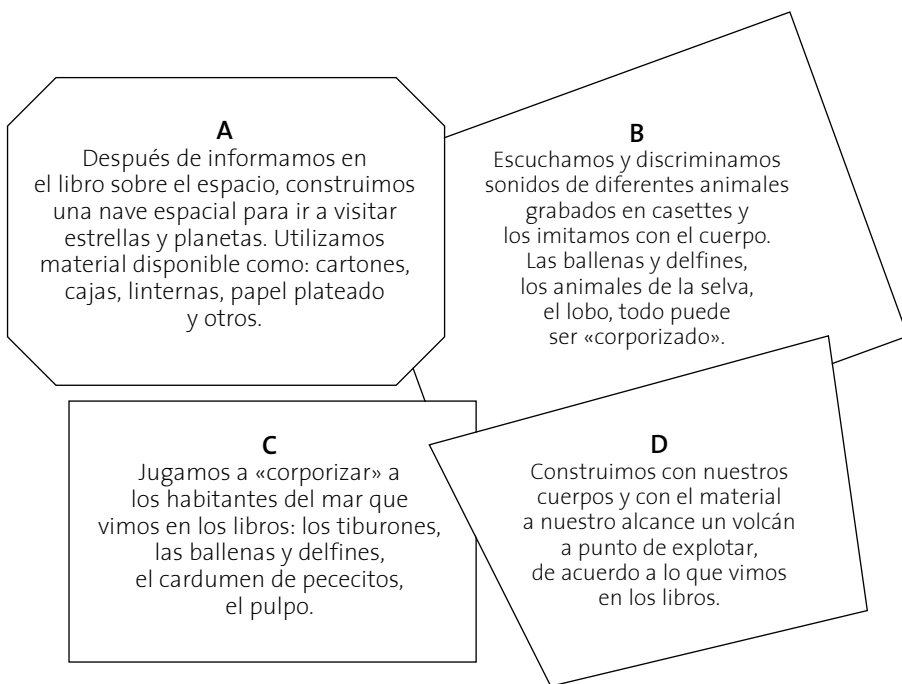 A
Después de informamos en
el libro sobre el espacio, construimos
una nave espacial para ir a visitar
estrellas y planetas. Utilizamos
material disponible como: cartones,
cajas, linternas, papel plateado
y otros.
B
Escuchamos y discriminamos
sonidos de diferentes animales
grabados en casettes y
los imitamos con el cuerpo.
Las ballenas y delfines,
los animales de la selva,
el lobo, todo puede
ser «corporizado».
C
Jugamos a «corporizar» a
los habitantes del mar que
vimos en los libros: los tiburones,
las ballenas y delfines,
el cardumen de pececitos,
el pulpo.
D
Construimos con nuestros
cuerpos y con el material
a nuestro alcance un volcán
a punto de explotar,
de acuerdo a lo que vimos
en los libros.